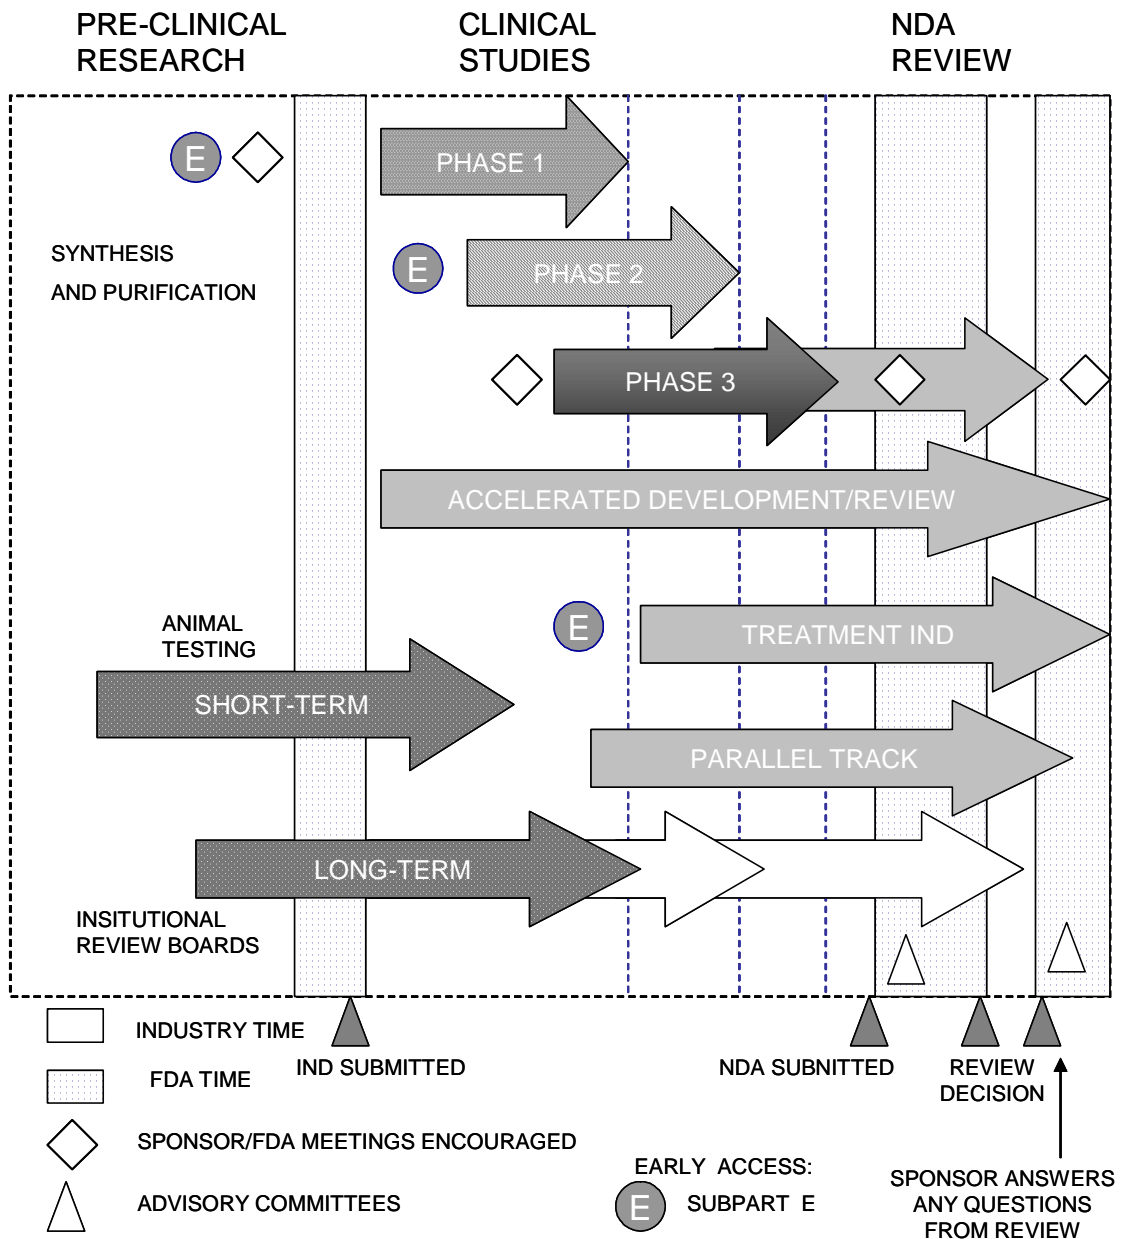 PRE-CLINICAL
RESEARCH
CLINICAL
STUDIES
NDA
REVIEW
E
PHASE 1
SYNTHESIS
AND PURIFICATION
E
PHASE 2
PHASE 3
ACCELERATED DEVELOPMENT/REVIEW
ANIMAL
TESTING
E
TREATMENT IND
SHORT-TERM
PARALLEL TRACK
LONG-TERM
INSITUTIONAL
REVIEW BOARDS
INDUSTRY TIME
FDA TIME
SPONSOR/FDA MEETINGS ENCOURAGED
ADVISORY COMMITTEES
IND SUBMITTED
NDA SUBNITTED
REVIEW
DECISION
EARLY ACCESS:
E
SUBPART E
SPONSOR ANSWERS
ANY QUESTIONS
FROM REVIEW